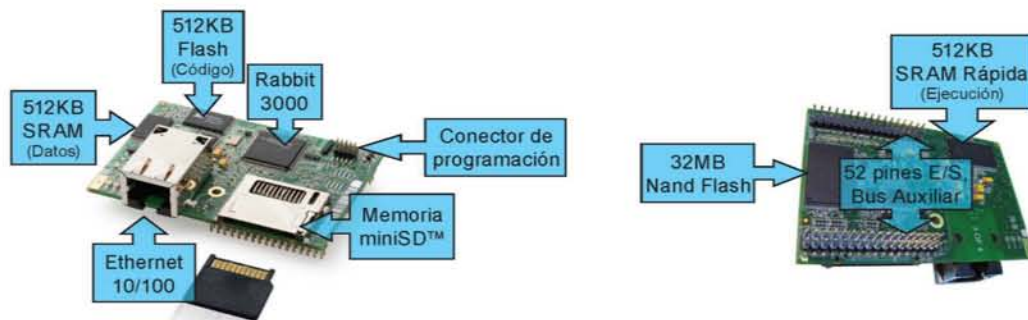 512KB
Flash
(Código)
Rabbit
3000
512KB
SRAM
(Datos)
Conector de
programación
Memoria
miniSD™
Ethernet
10/100
512KB
SRAM Rápida
(Ejecución)
32MB
Nand Flash
52 pines E/S,
Bus Auxiliar